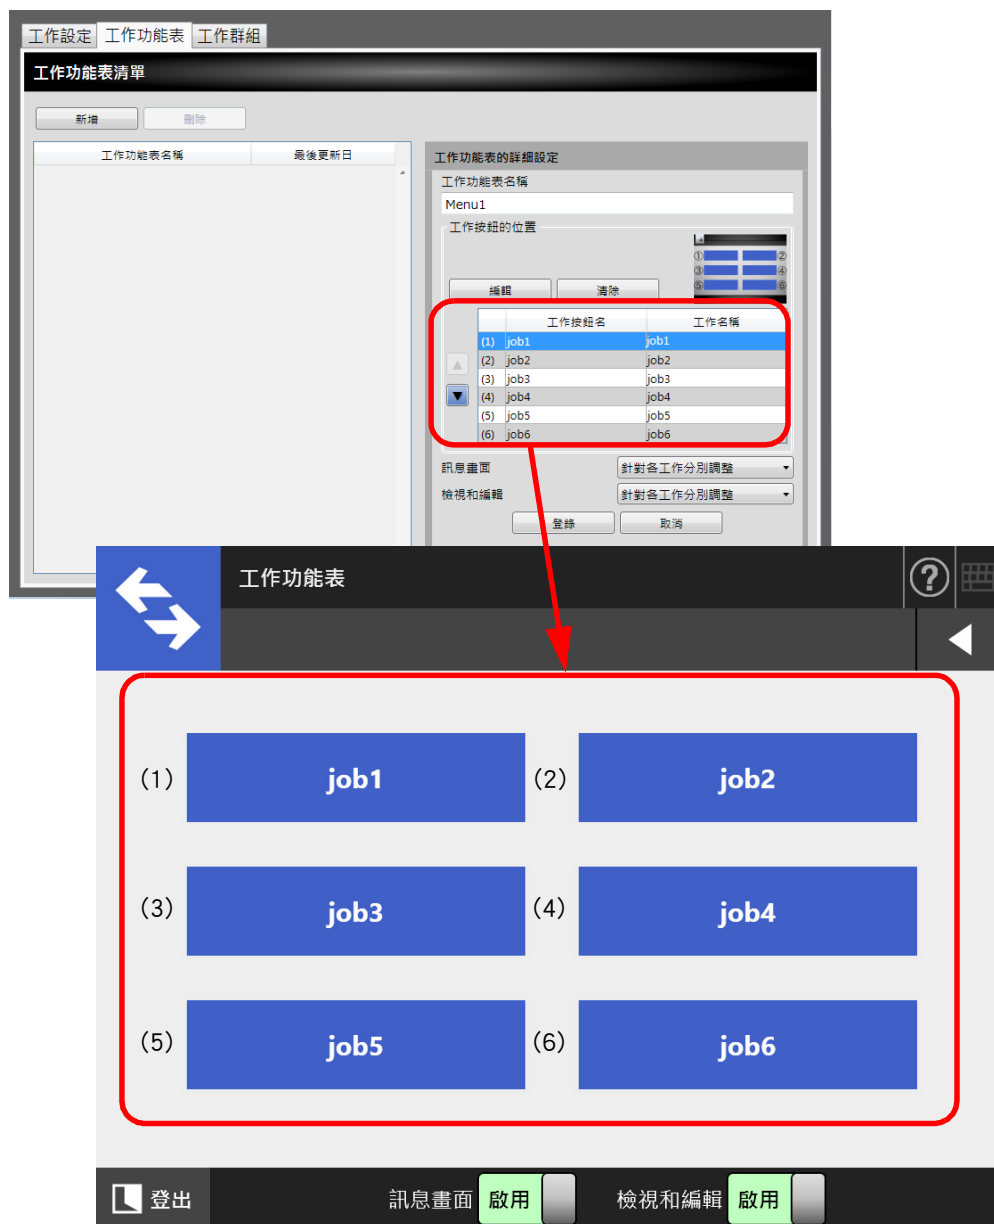 工作設定 工作功能表 工作群組
工作功能表清單
新增 刪除
工作功能表名稱 最後更新日
工作功能表的詳細設定
工作功能表名稱
Menu1
工作按鈕的位置
① ②
③ ④
⑤ ⑥
編輯 清除
工作按鈕名 工作名稱
(1) job1 job1
(2) job2 job2
(3) job3 job3
(4) job4 job4
(5) job5 job5
(6) job6 job6
訊息畫面 針對各工作分別調整
檢視和編輯 針對各工作分別調整
登錄 取消
工作功能表
?
(1) job1 (2) job2
(3) job3 (4) job4
(5) job5 (6) job6
登出 訊息畫面 啟用 檢視和編輯 啟用